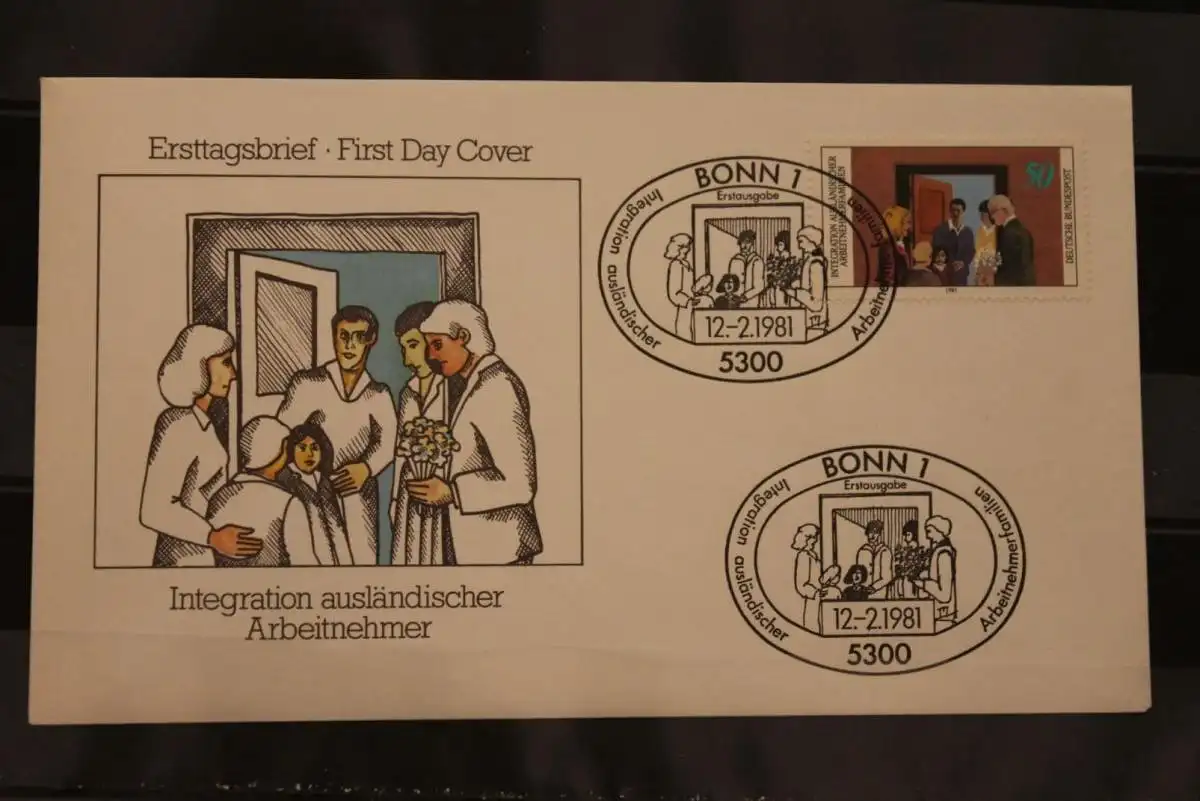 Ersttagsbrief · First Day Cover
Integration ausländischer
Arbeitnehmer
BONN 1
Erstausgabe
Integration ausländischer
Arbeitnehmerfamilien
12.-2.1981
5300
INTEGRATION AUSLÄNDISCHER
ARBEITNEHMERFAMILIEN
50
DEUTSCHE BUNDESPOST
1981
BONN 1
Erstausgabe
Integration ausländischer
Arbeitnehmerfamilien
12.-2.1981
5300